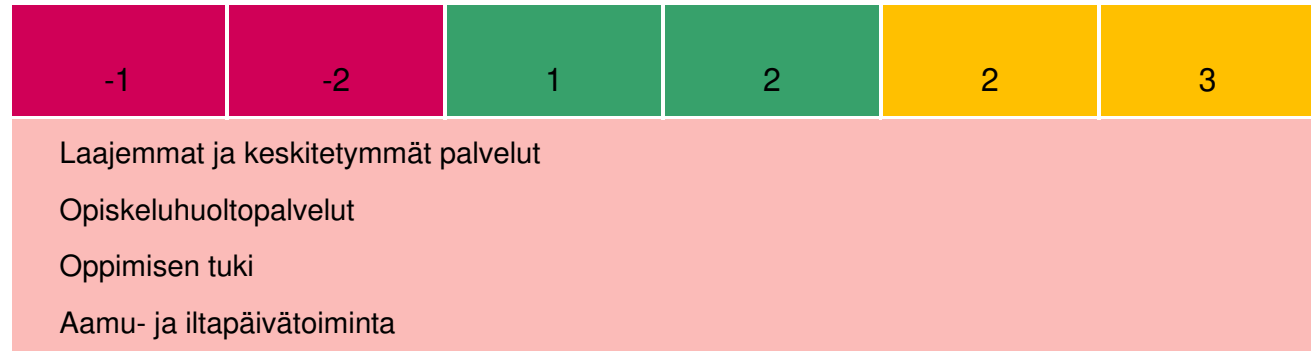 -1 -2 1 2 2 3
Laajemmat ja keskitetymmät palvelut
Opiskeluhuoltopalvelut
Oppimisen tuki
Aamu- ja iltapäivätoiminta